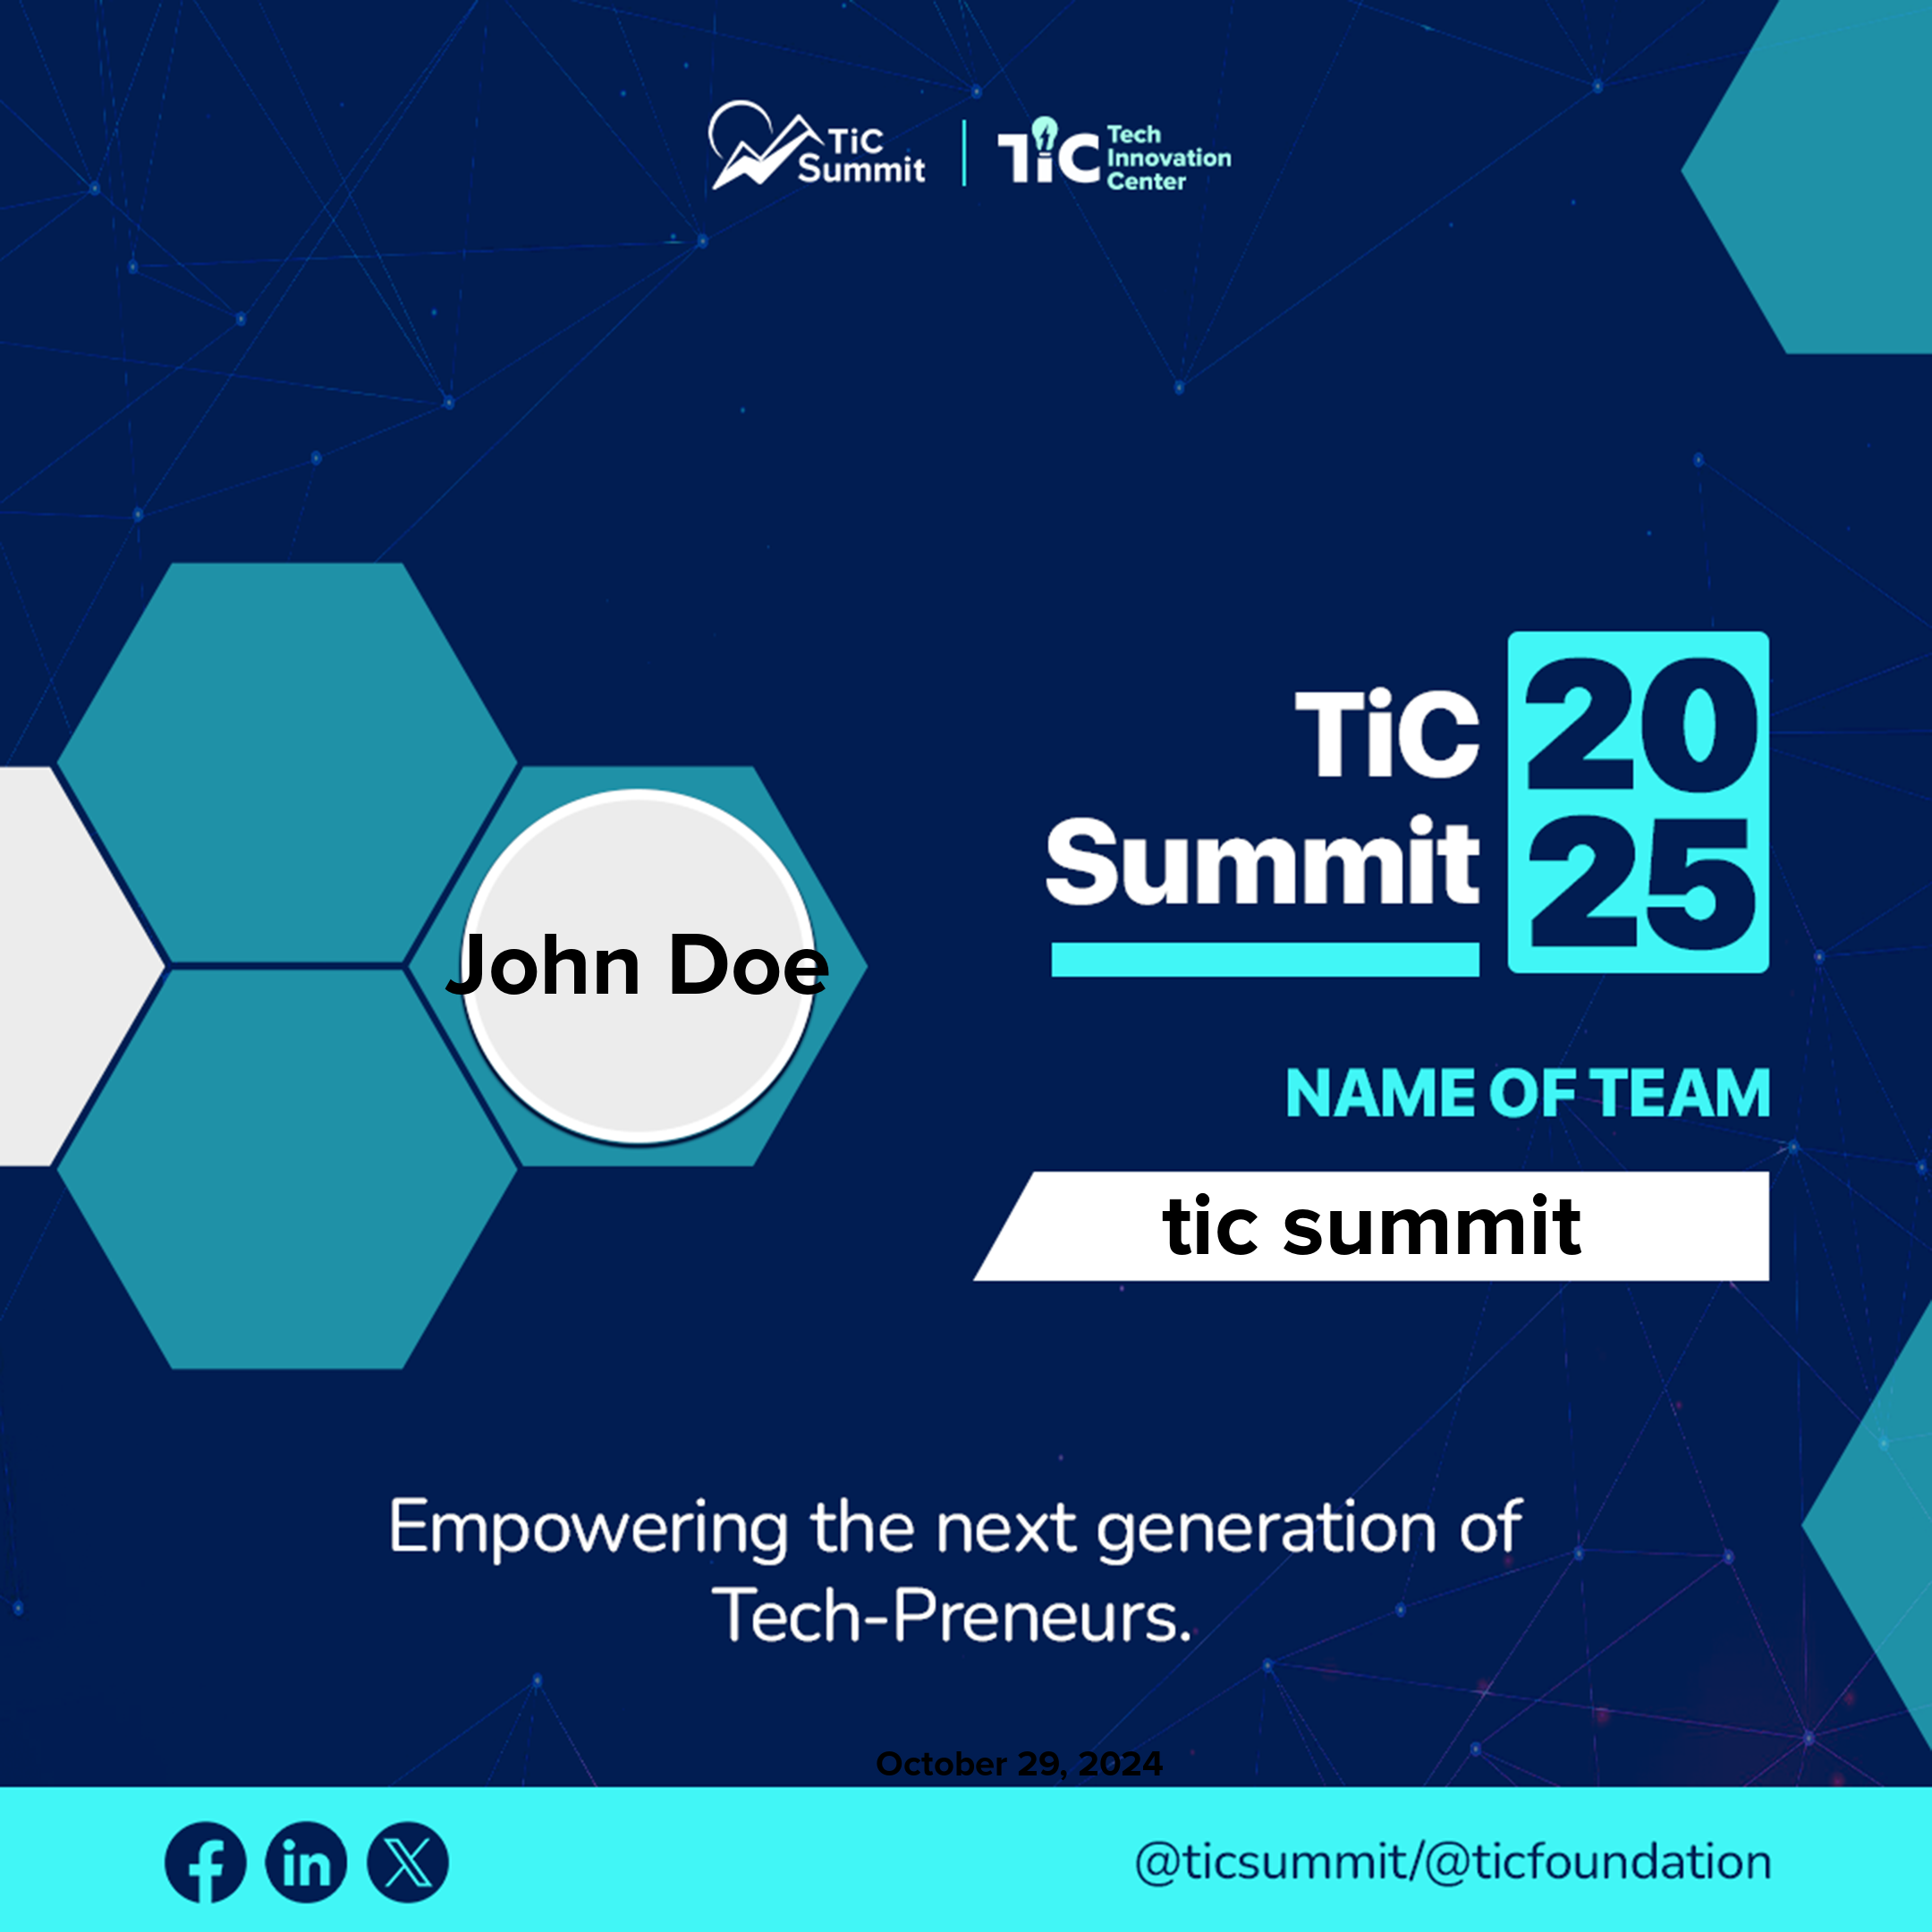 TiC
Summit
TiC
Tech
Innovation
Center
TiC
Summit
20
25
John Doe
NAME OF TEAM
tic summit
Empowering the next generation of
Tech-Preneurs.
October 29, 2024
f in X
@ticsummit/@ticfoundation